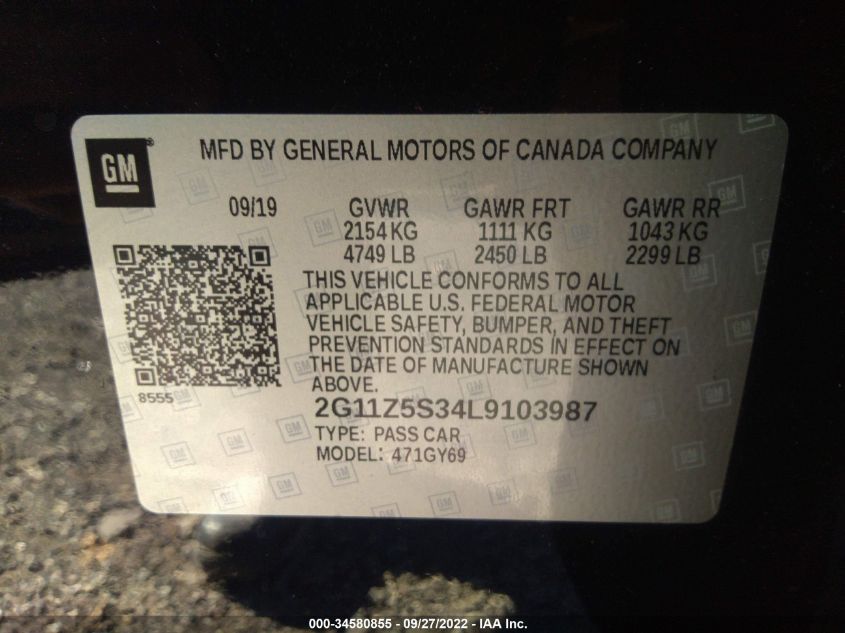 GM
MFD BY GENERAL MOTORS OF CANADA COMPANY
09/19 GVWR GAWR FRT GAWR RR
2154 KG 1111 KG 1043 KG
4749 LB 2450 LB 2299 LB
THIS VEHICLE CONFORMS TO ALL
APPLICABLE U.S. FEDERAL MOTOR
VEHICLE SAFETY, BUMPER, AND THEFT
PREVENTION STANDARDS IN EFFECT ON
THE DATE OF MANUFACTURE SHOWN
ABOVE.
8555
2G11Z5S34L9103987
TYPE: PASS CAR
MODEL: 471GY69
000-34580855 - 09/27/2022 - IAA Inc.